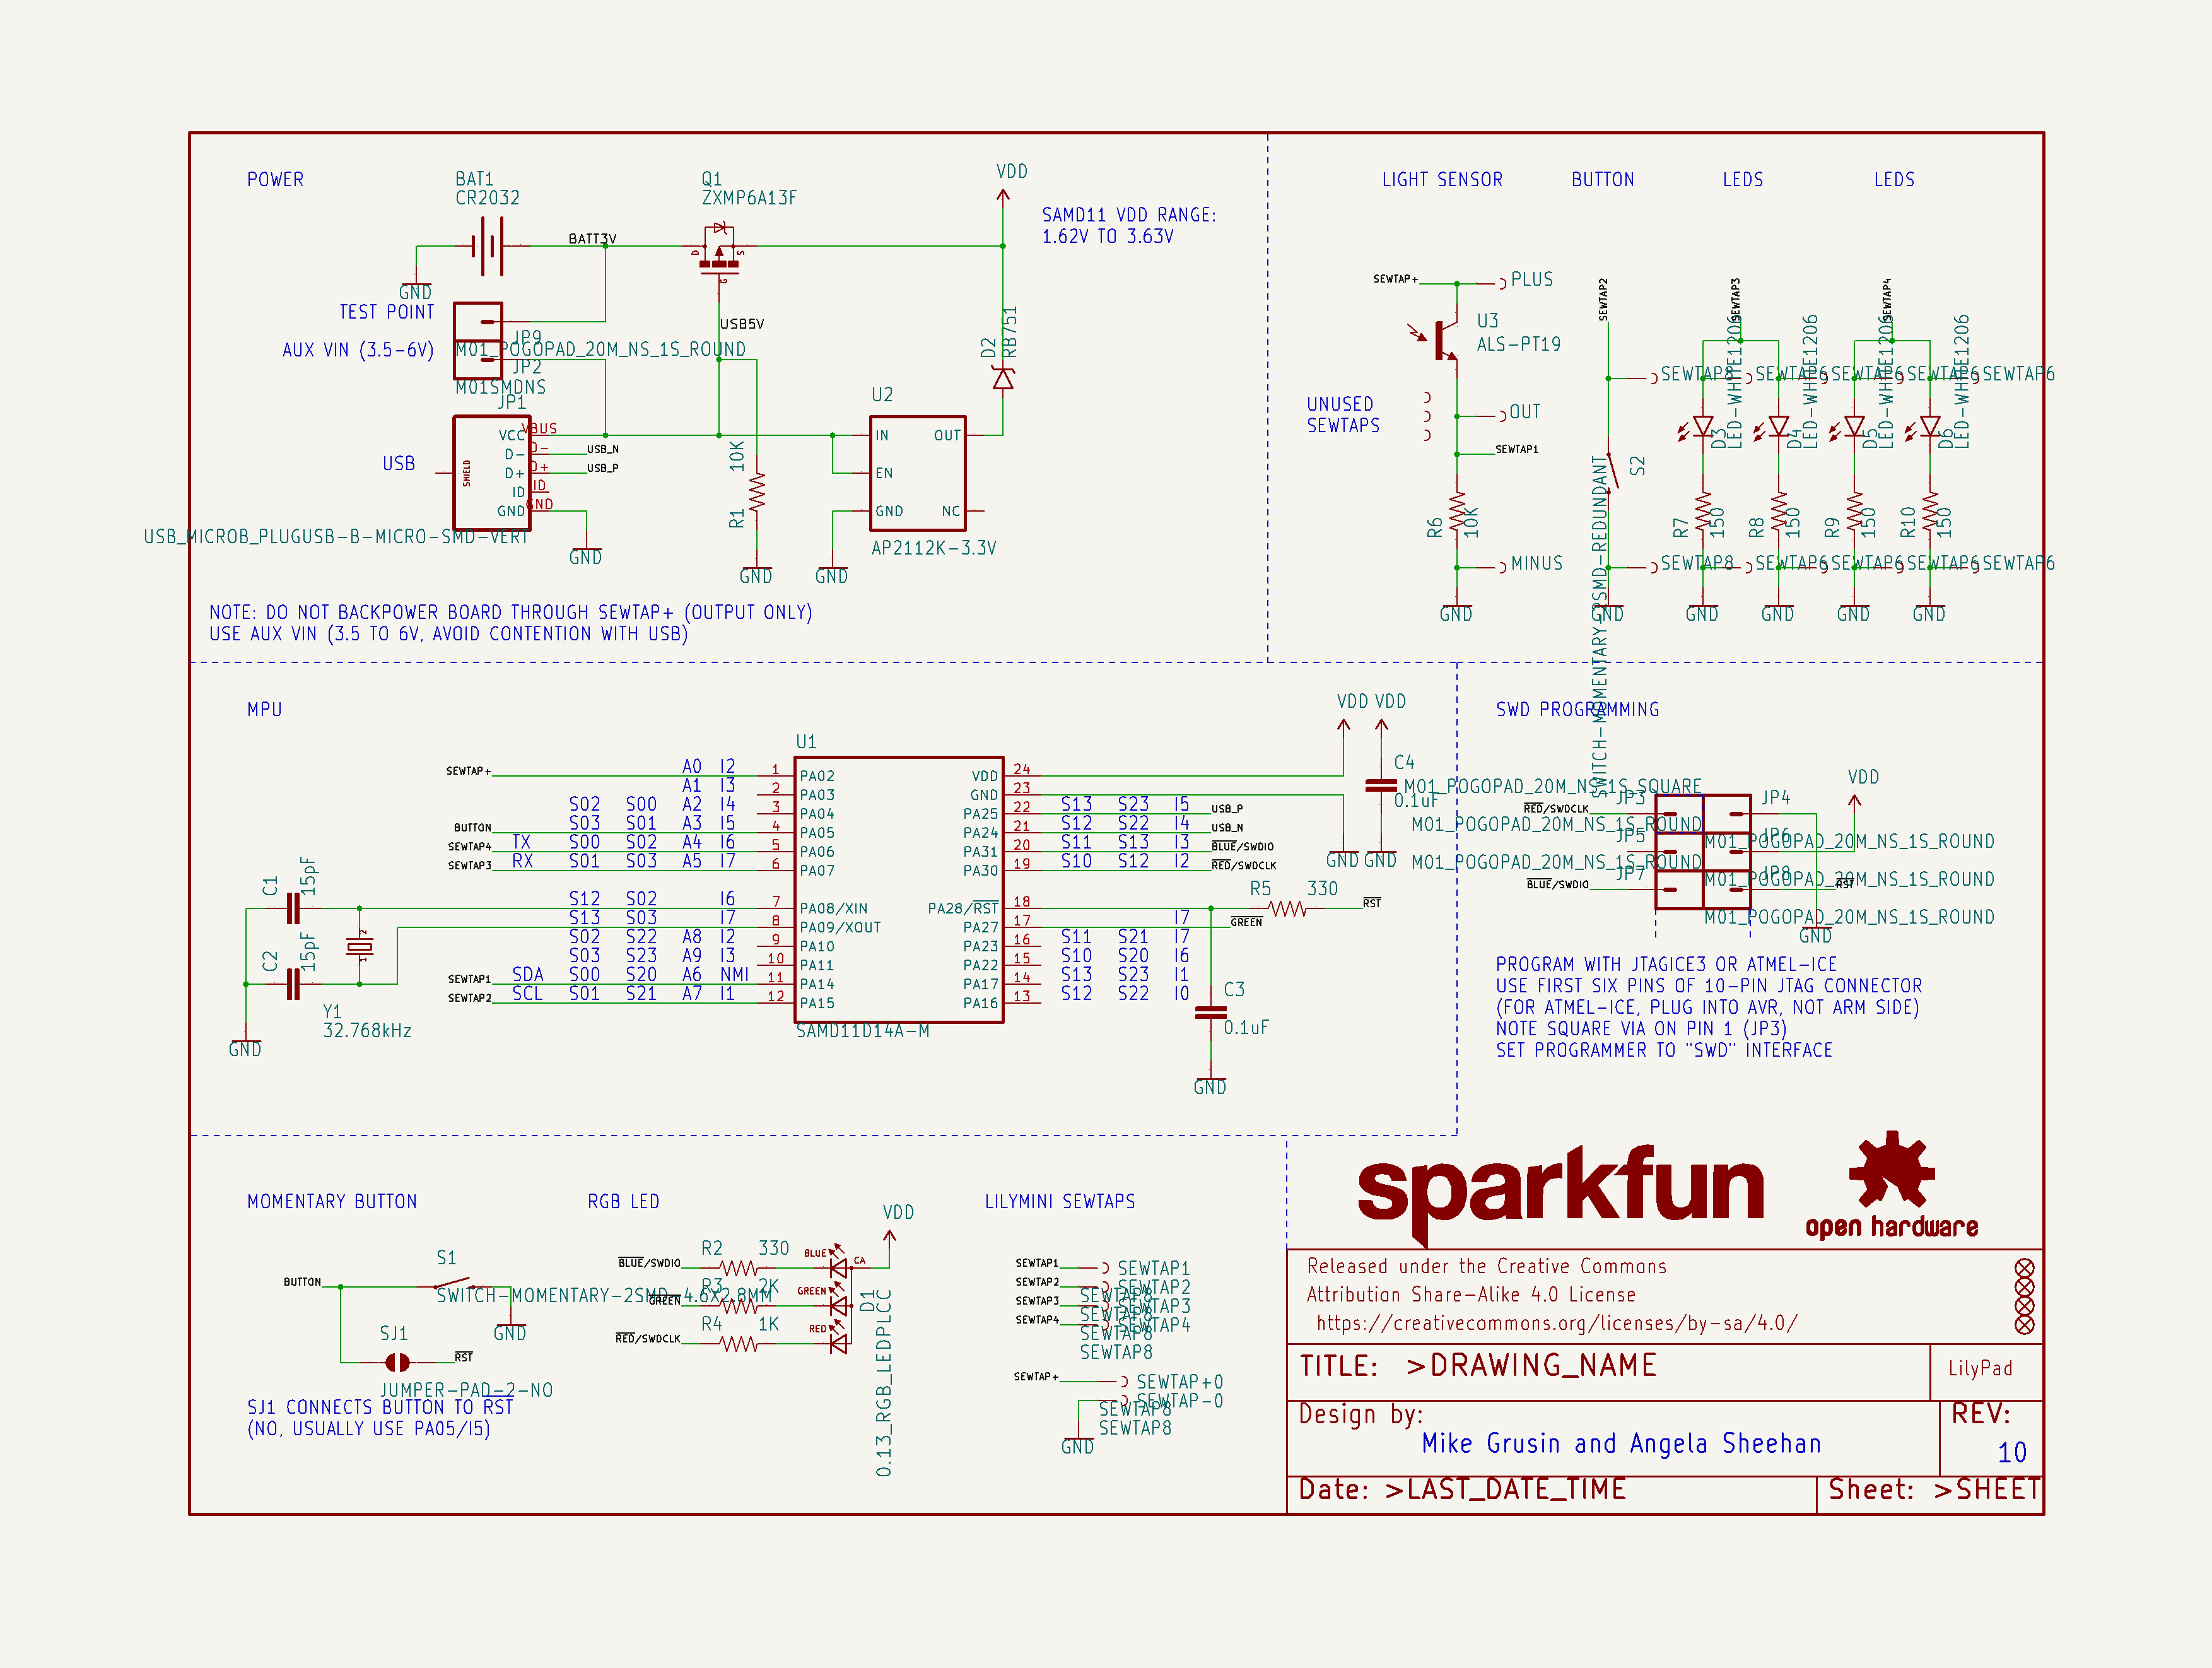 POWER
BAT1
CR2032
Q1
ZXMP6A13F
VDD
SAMD11 VDD RANGE:
1.62V TO 3.63V
BATT3V
D
S
G
GND
TEST POINT
AUX VIN (3.5-6V)
JP9
M01_POGOPAD_20M_NS_1S_ROUND
JP2
M01SMDNS
JP1
USB5V
D2
RB751
U2
USB
SHIELD
VCC
VBUS
D-
D-
USB_N
D+
D+
USB_P
ID
ID
GND
GND
USB_MICROB_PLUGUSB-B-MICRO-SMD-VERT
GND
R1
10K
GND
IN
OUT
EN
GND
NC
AP2112K-3.3V
GND
NOTE: DO NOT BACKPOWER BOARD THROUGH SEWTAP+ (OUTPUT ONLY)
USE AUX VIN (3.5 TO 6V, AVOID CONTENTION WITH USB)
LIGHT SENSOR
BUTTON
LEDS
LEDS
SEWTAP+
PLUS
U3
ALS-PT19
UNUSED
SEWTAPS
OUT
SEWTAP1
R6
10K
MINUS
GND
SEWTAP2
SEWTAP8
S2
SWITCH-MOMENTARY-2SMD-REDUNDANT
SEWTAP8
GND
SEWTAP3
SEWTAP4
SEWTAP6
SEWTAP6
SEWTAP6
SEWTAP6
D3
LED-WHITE1206
D4
LED-WHITE1206
D5
LED-WHITE1206
D6
LED-WHITE1206
R7
150
R8
150
R9
150
R10
150
SEWTAP6
SEWTAP6
SEWTAP6
SEWTAP6
GND
GND
GND
GND
MPU
U1
SEWTAP+
A0 I2
1 PA02
A1 I3
2 PA03
S02 S00 A2 I4
3 PA04
BUTTON
S03 S01 A3 I5
4 PA05
SEWTAP4
TX S00 S02 A4 I6
5 PA06
SEWTAP3
RX S01 S03 A5 I7
6 PA07
S12 S02 I6
7 PA08/XIN
S13 S03 I7
8 PA09/XOUT
S02 S22 A8 I2
9 PA10
S03 S23 A9 I3
10 PA11
SEWTAP1
SDA S00 S20 A6 NMI
11 PA14
SEWTAP2
SCL S01 S21 A7 I1
12 PA15
SAMD11D14A-M
VDD 24
GND 23
PA25 22
S13 S23 I5
USB_P
PA24 21
S12 S22 I4
USB_N
PA31 20
S11 S13 I3
BLUE/SWDIO
PA30 19
S10 S12 I2
RED/SWDCLK
PA28/RST 18
PA27 17
I7
GREEN
PA23 16
S11 S21 I7
PA22 15
S10 S20 I6
PA17 14
S13 S23 I1
PA16 13
S12 S22 I0
C1
15pF
C2
15pF
2
1
Y1
32.768kHz
GND
VDD VDD
C4
0.1uF
GND GND
R5
330
RST
C3
0.1uF
GND
SWD PROGRAMMING
M01_POGOPAD_20M_NS_1S_SQUARE
RED/SWDCLK
JP3
JP4
VDD
M01_POGOPAD_20M_NS_1S_ROUND
JP5
JP6
M01_POGOPAD_20M_NS_1S_ROUND
M01_POGOPAD_20M_NS_1S_ROUND
BLUE/SWDIO
JP7
JP8
RST
M01_POGOPAD_20M_NS_1S_ROUND
M01_POGOPAD_20M_NS_1S_ROUND
GND
PROGRAM WITH JTAGICE3 OR ATMEL-ICE
USE FIRST SIX PINS OF 10-PIN JTAG CONNECTOR
(FOR ATMEL-ICE, PLUG INTO AVR, NOT ARM SIDE)
NOTE SQUARE VIA ON PIN 1 (JP3)
SET PROGRAMMER TO "SWD" INTERFACE
MOMENTARY BUTTON
S1
BUTTON
SWITCH-MOMENTARY-2SMD-4.6X2.8MM
GND
SJ1
RST
JUMPER-PAD-2-NO
SJ1 CONNECTS BUTTON TO RST
(NO, USUALLY USE PA05/I5)
RGB LED
VDD
BLUE/SWDIO
R2
330
BLUE
CA
GREEN
R3
2K
GREEN
RED/SWDCLK
R4
1K
RED
D1
0.13_RGB_LEDPLCC
LILYMINI SEWTAPS
SEWTAP1
SEWTAP1
SEWTAP2
SEWTAP2
SEWTAP8
SEWTAP3
SEWTAP3
SEWTAP8
SEWTAP4
SEWTAP4
SEWTAP8
SEWTAP8
SEWTAP+
SEWTAP+0
SEWTAP-0
SEWTAP8
SEWTAP8
GND
sparkfun
open hardware
Released under the Creative Commons
Attribution Share-Alike 4.0 License
https://creativecommons.org/licenses/by-sa/4.0/
TITLE: >DRAWING_NAME
LilyPad
Design by:
Mike Grusin and Angela Sheehan
REV:
10
Date: >LAST_DATE_TIME
Sheet: >SHEET